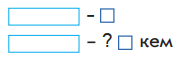 –
– ? кем